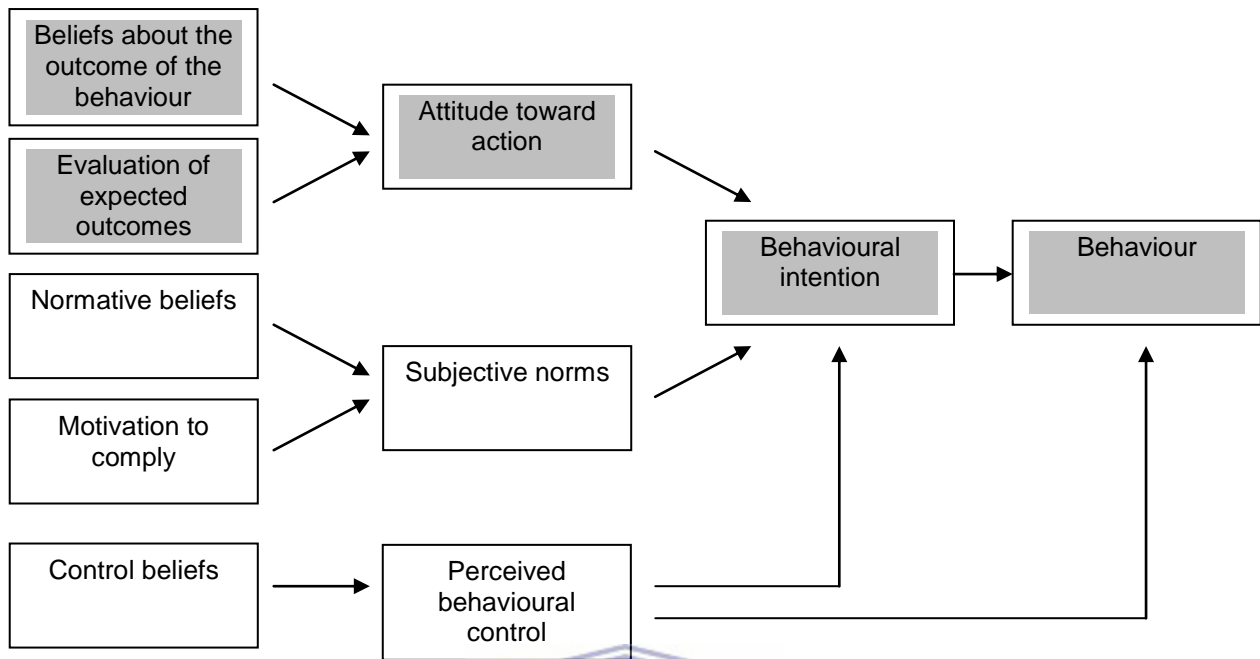 Beliefs about the
outcome of the
behaviour
Evaluation of
expected
outcomes
Normative beliefs
Motivation to
comply
Control beliefs
Attitude toward
action
Subjective norms
Perceived
behavioural
control
Behavioural
intention
Behaviour